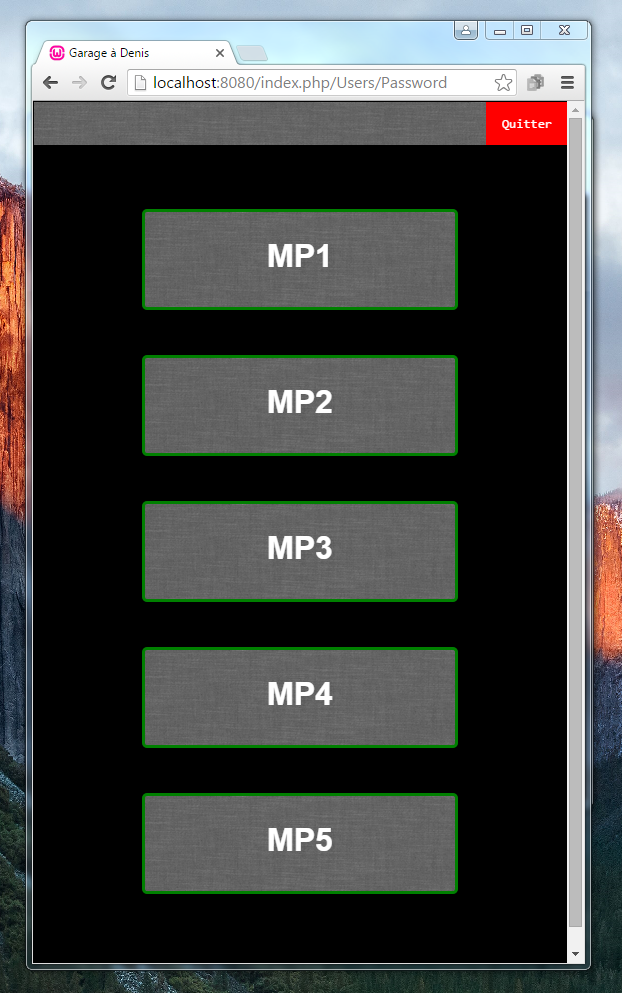 Garage à Denis
localhost:8080/index.php/Users/Password
Quitter
MP1
MP2
MP3
MP4
MP5